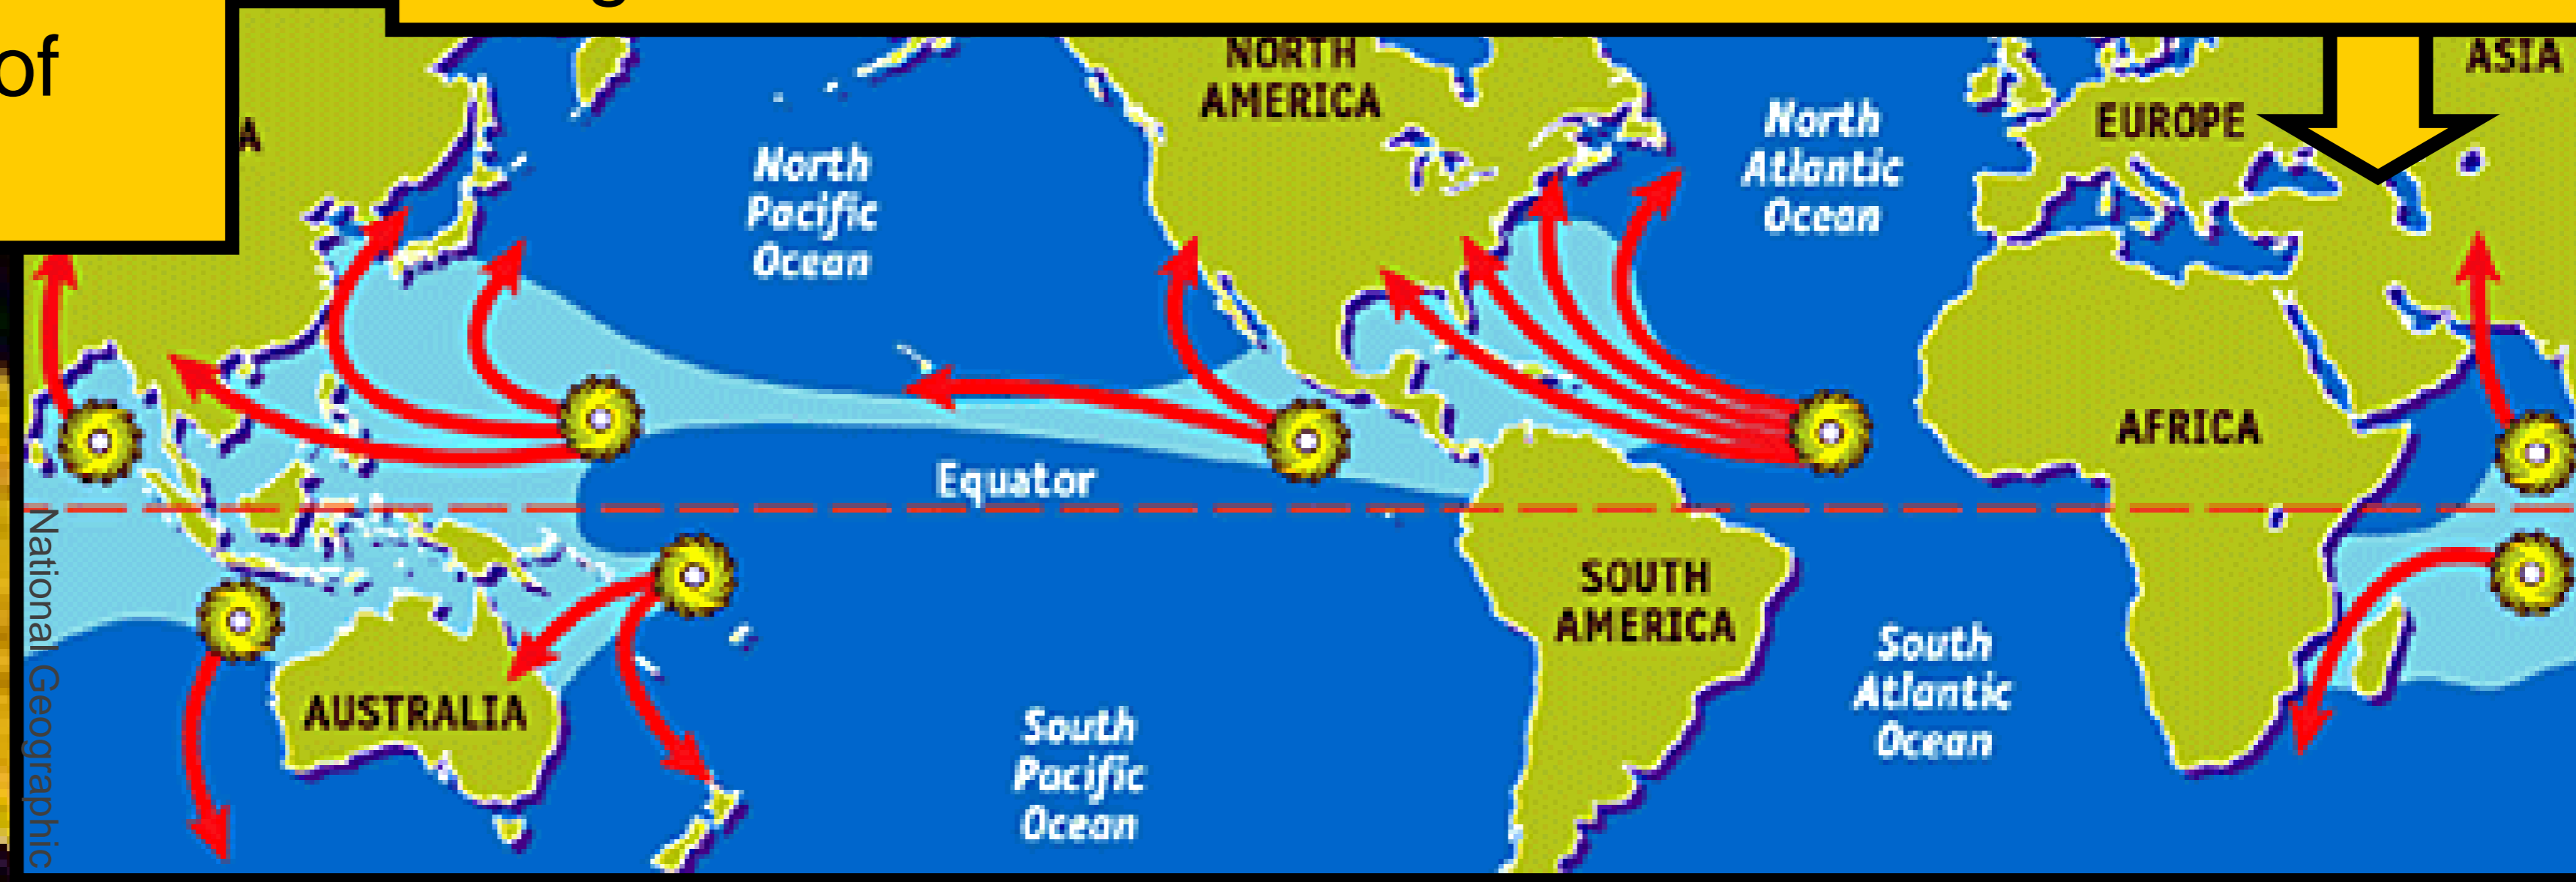 of
A
NORTH
AMERICA
ASIA
North
Atlantic
Ocean
EUROPE
North
Pacific
Ocean
AFRICA
Equator
SOUTH
AMERICA
South
Atlantic
Ocean
AUSTRALIA
South
Pacific
Ocean
National Geographic